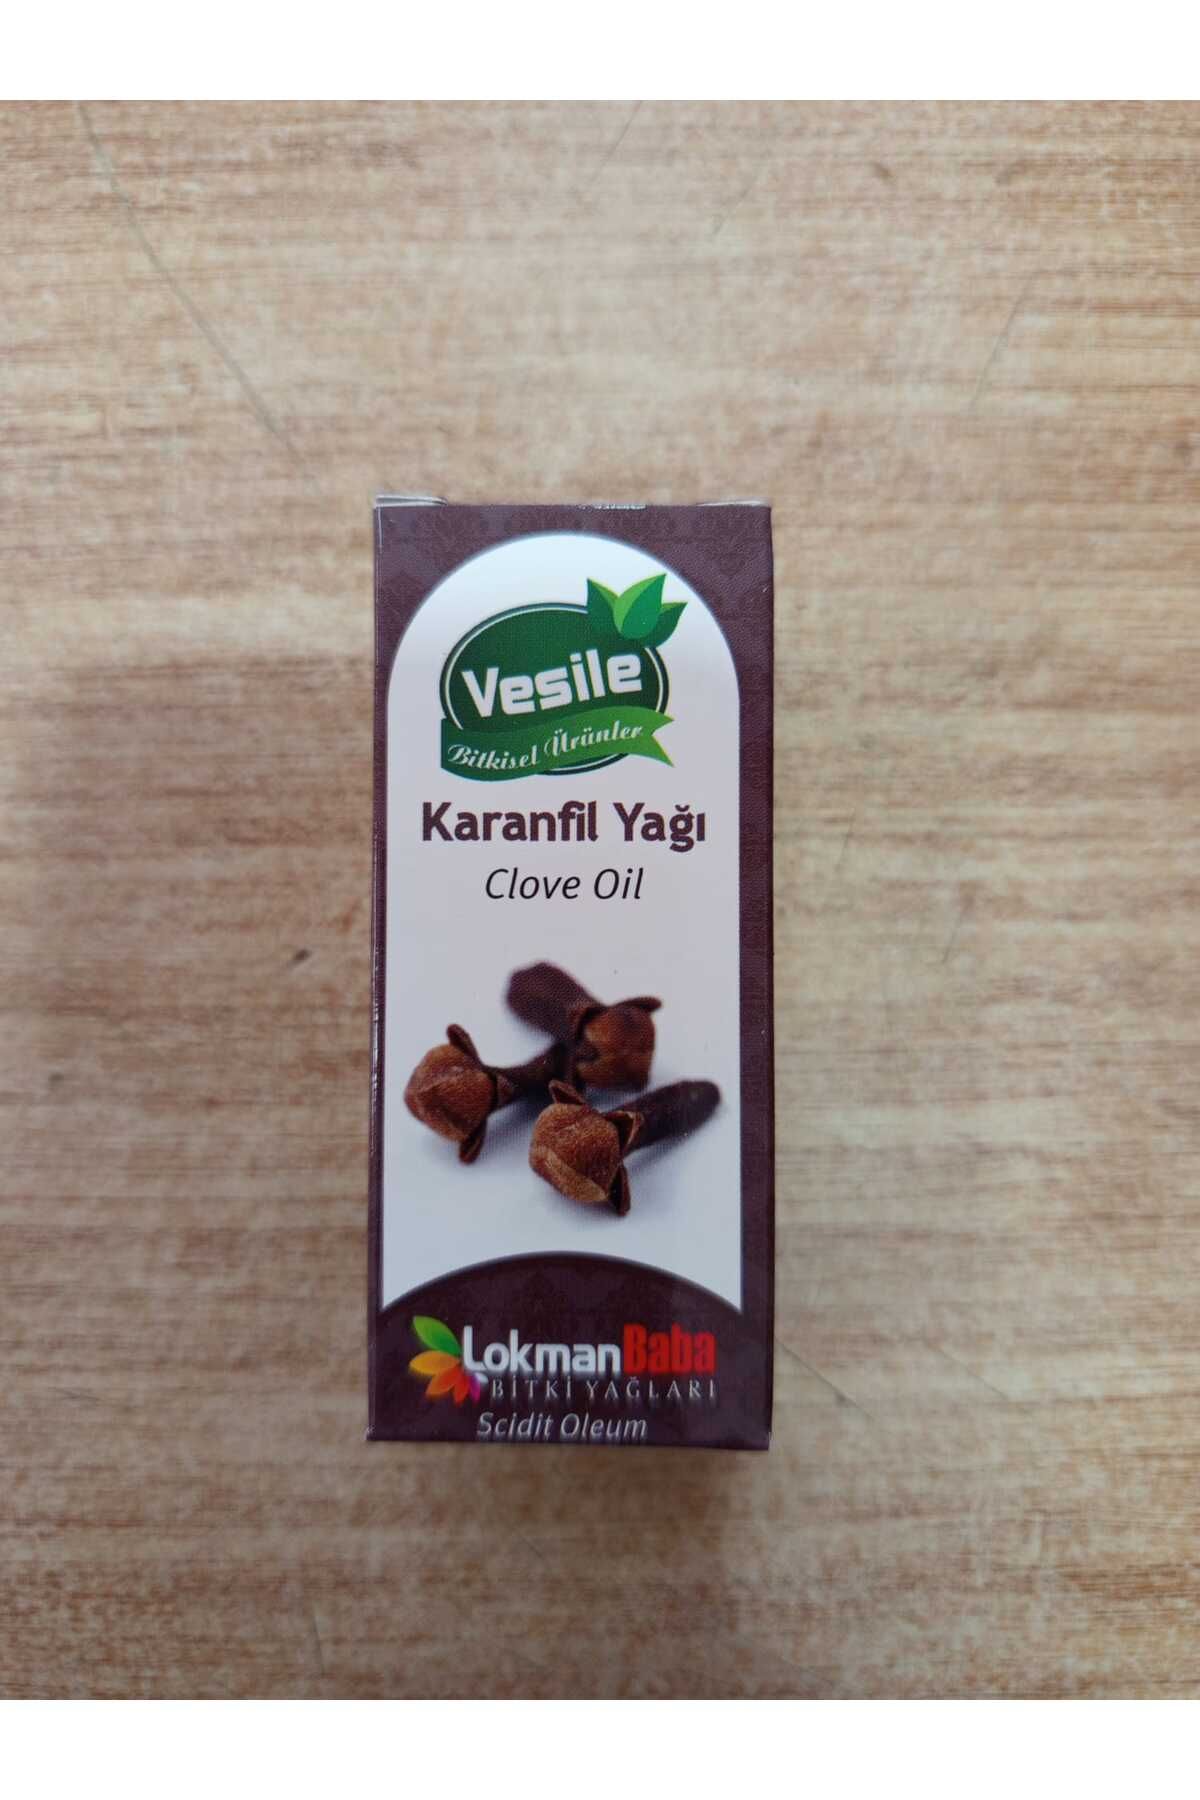 Vesile
Bitkisel Ürünler
Karanfil Yağı
Clove Oil
LokmanBaba
BİTKİ YAĞLARI
Scidit Oleum